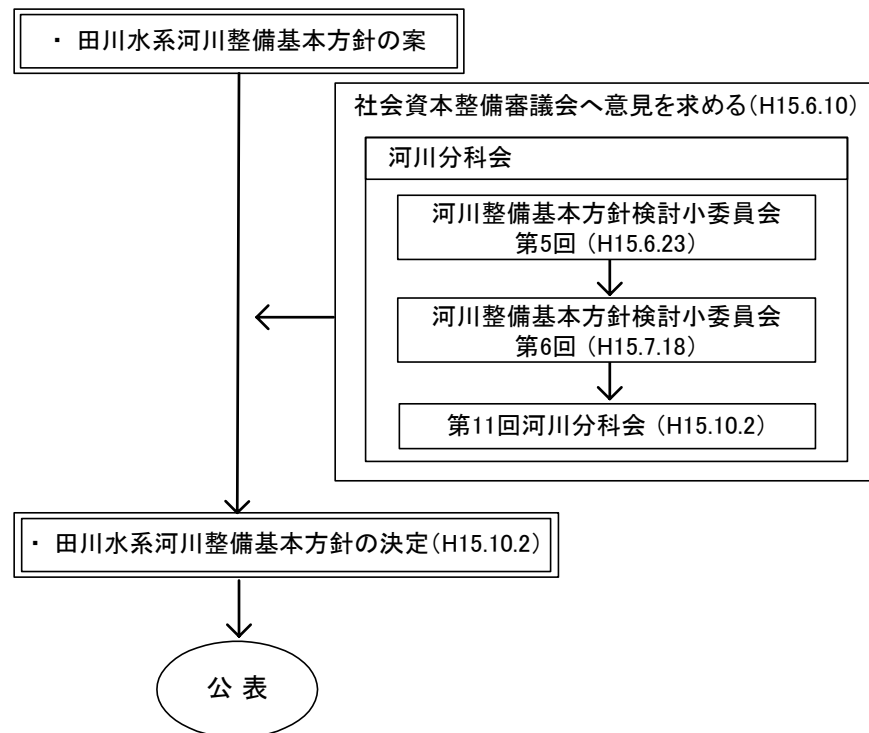 ・ 田川水系河川整備基本方針の案
社会資本整備審議会へ意見を求める(H15.6.10)
河川分科会
河川整備基本方針検討小委員会
第5回 (H15.6.23)
河川整備基本方針検討小委員会
第6回 (H15.7.18)
第11回河川分科会 (H15.10.2)
・ 田川水系河川整備基本方針の決定(H15.10.2)
公 表